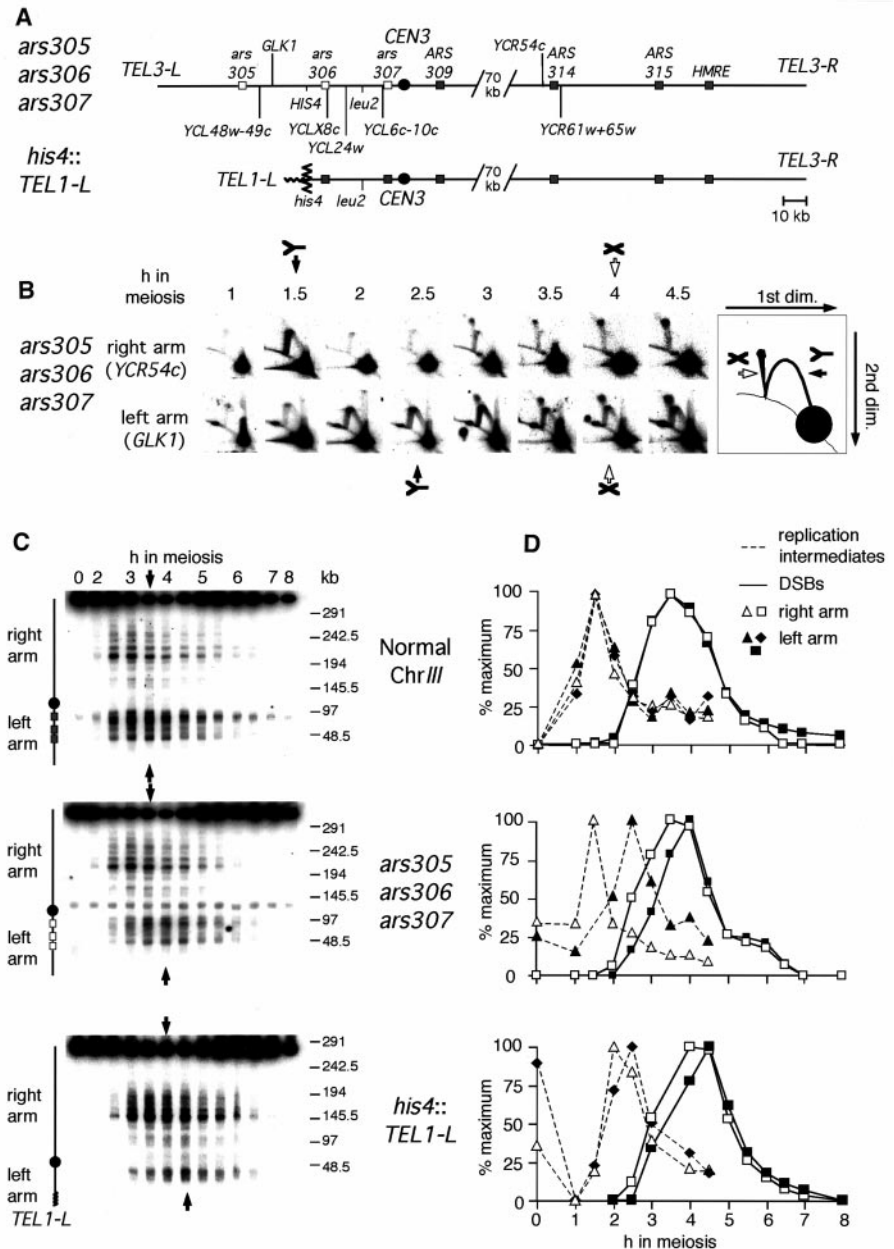 A
ars305
ars306
ars307
TEL3-L
ars
305
GLK1
ars
306
CEN3
ars
307
ARS
309
70
kb
YCR54c
ARS
314
ARS
315
HMRE
TEL3-R
HIS4
leu2
YCL48w-49c
YCLX8c
YCL24w
YCL6c-10c
YCR61w+65w
his4::
TEL1-L
TEL1-L
his4
leu2
CEN3
70
kb
TEL3-R
10 kb
B
h in
meiosis
1 1.5 2 2.5 3 3.5 4 4.5
1st dim.
2nd dim.
ars305
ars306
ars307
right arm
(YCR54c)
left arm
(GLK1)
C
h in meiosis
0 2 3 4 5 6 7 8 kb
right
arm
left
arm
291
242.5
194
145.5
97
48.5
Normal
ChrIII
right
arm
left
arm
291
242.5
194
145.5
97
48.5
ars305
ars306
ars307
right
arm
left
arm
TEL1-L
291
242.5
194
145.5
97
48.5
his4::
TEL1-L
D
replication
intermediates
DSBs
right arm
left arm
% maximum
100
75
50
25
0
% maximum
100
75
50
25
0
% maximum
100
75
50
25
0
0 1 2 3 4 5 6 7 8
h in meiosis